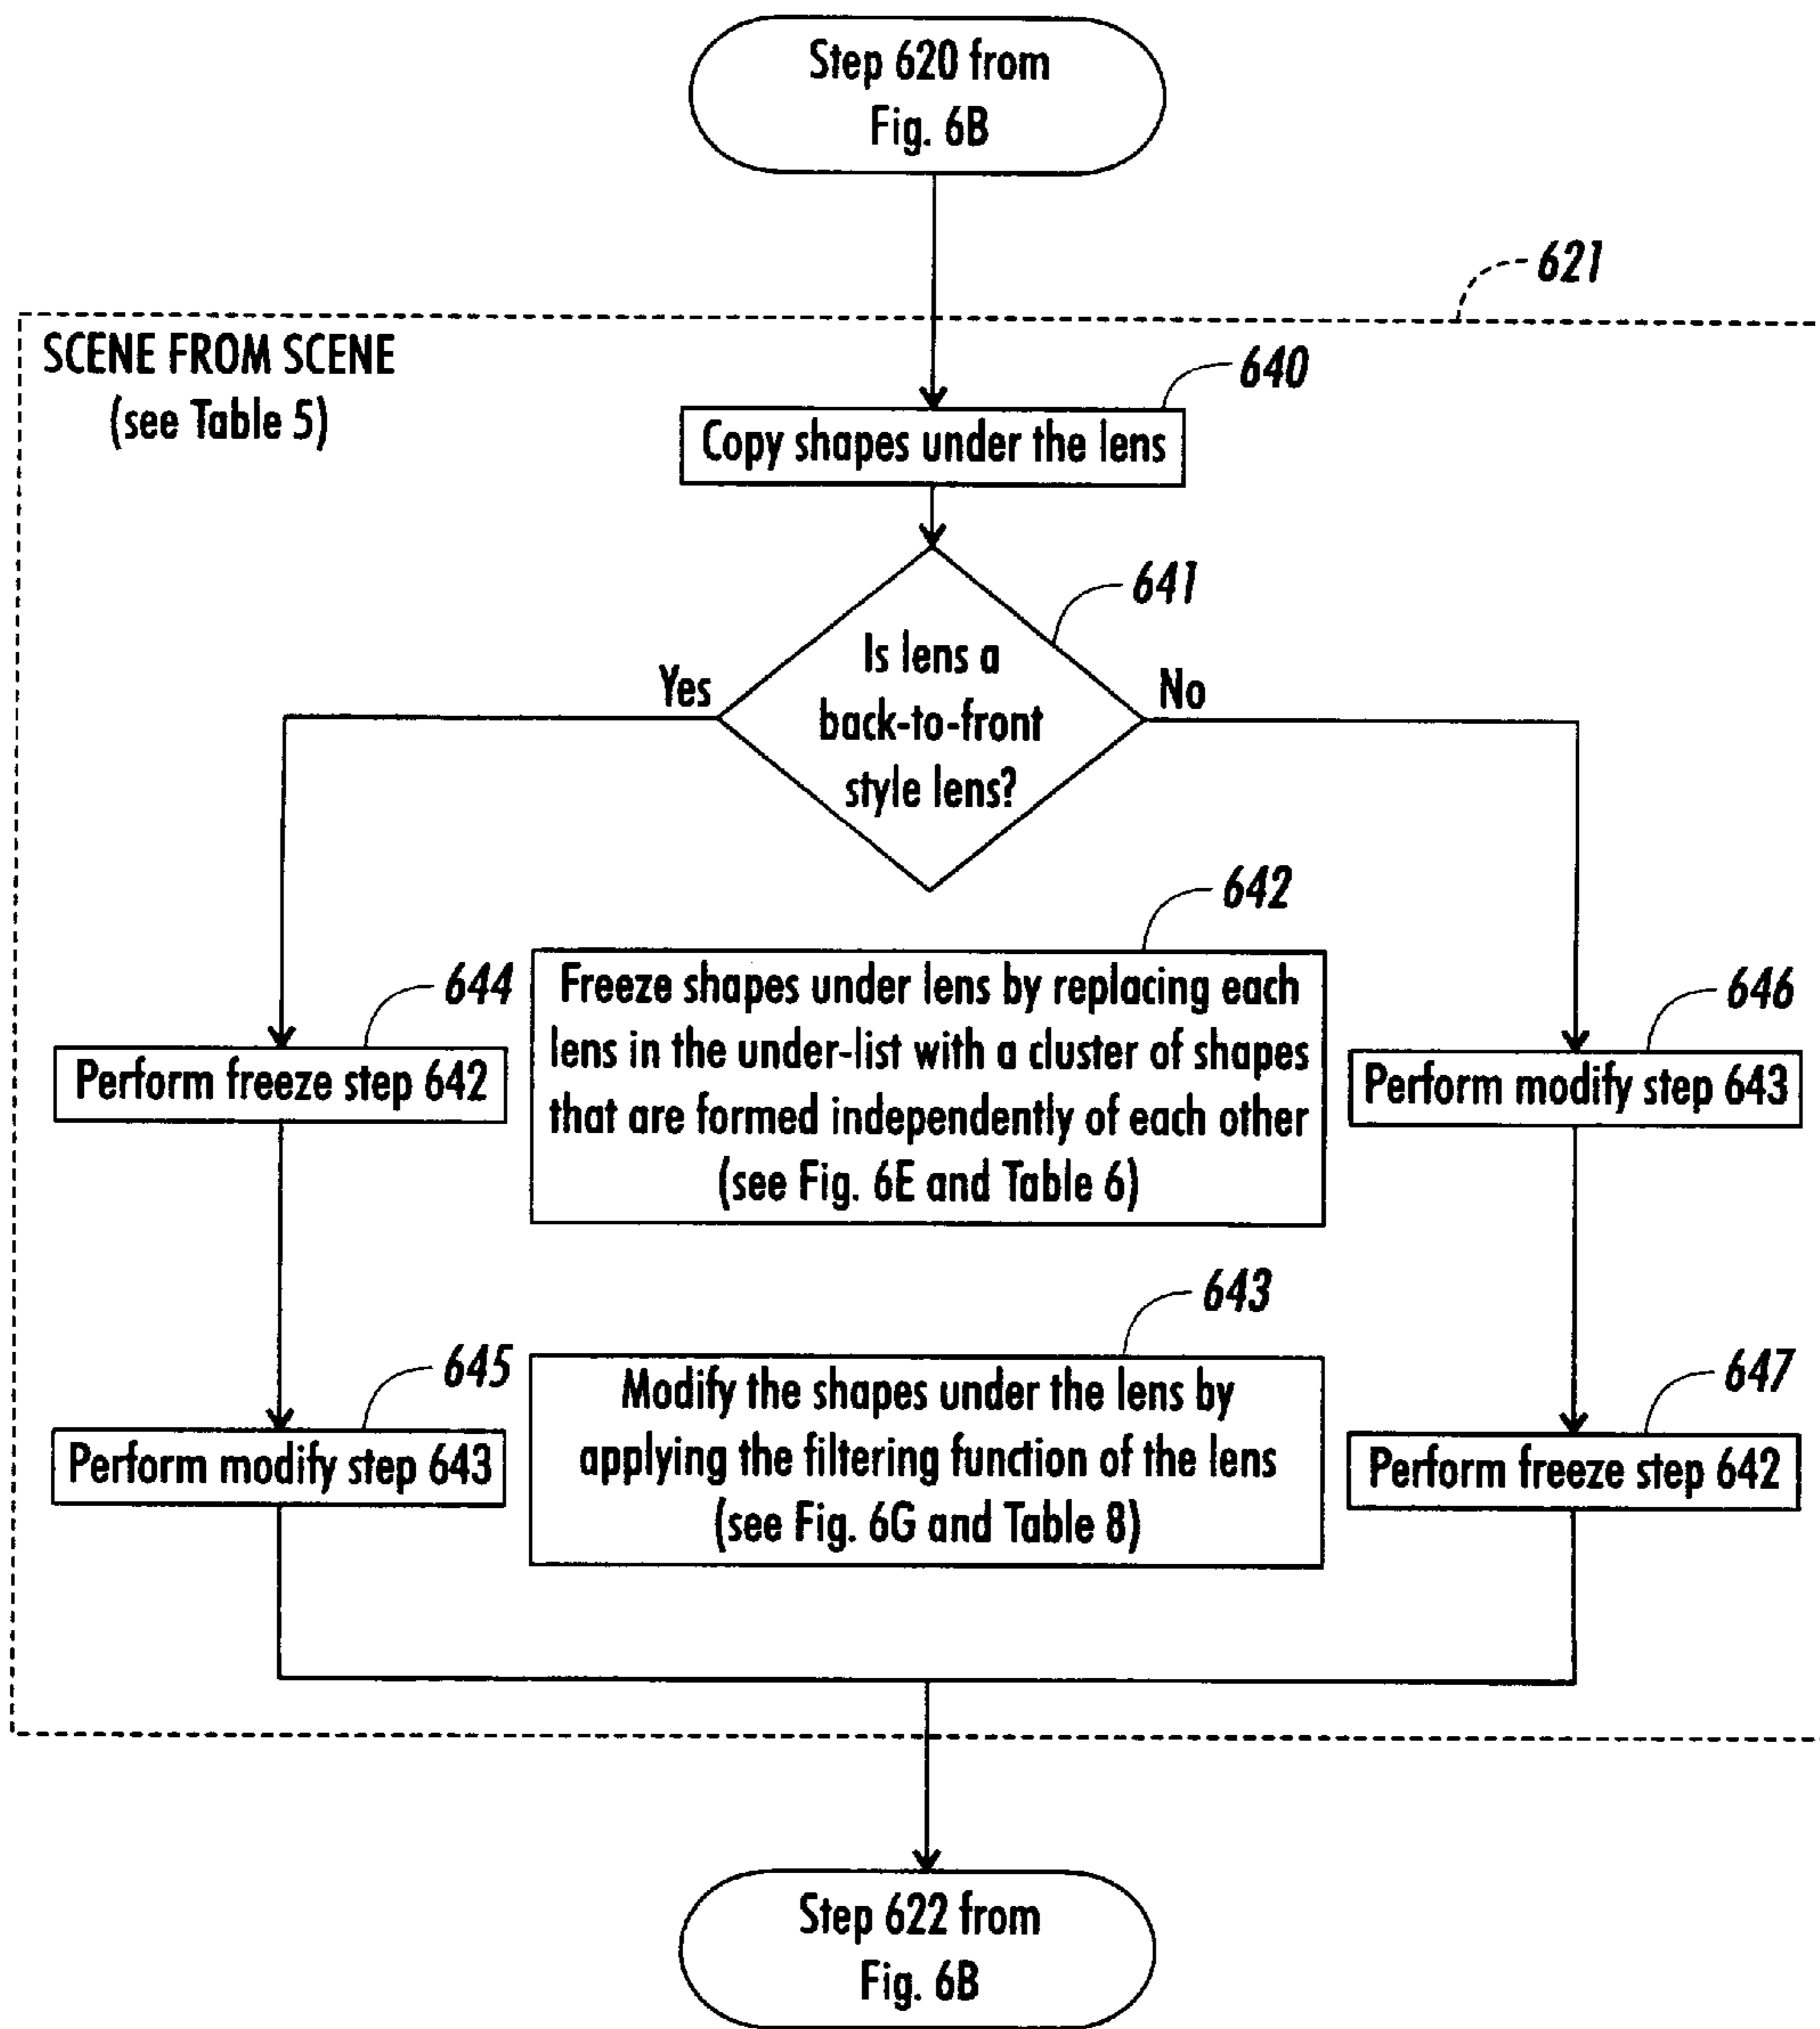 Step 620 from
Fig. 6B
621
SCENE FROM SCENE
(see Table 5)
640
Copy shapes under the lens
641
Is lens a
back-to-front
style lens?
Yes
No
642
Freeze shapes under lens by replacing each
lens in the under-list with a cluster of shapes
that are formed independently of each other
(see Fig. 6E and Table 6)
644
Perform freeze step 642
646
Perform modify step 643
643
Modify the shapes under the lens by
applying the filtering function of the lens
(see Fig. 6G and Table 8)
645
Perform modify step 643
647
Perform freeze step 642
Step 622 from
Fig. 6B